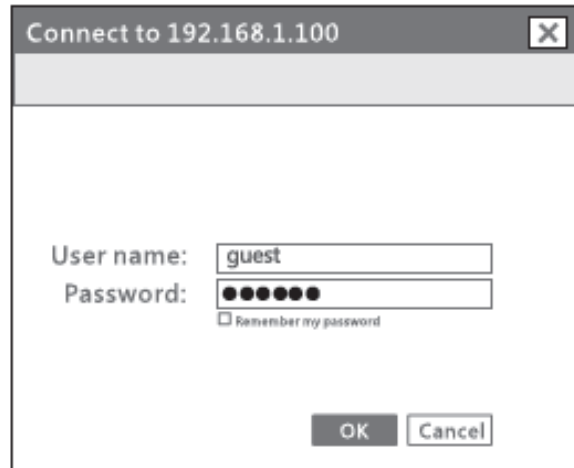 Connect to 192.168.1.100
User name: guest
Password: ●●●●●●
Remember my password
OK Cancel